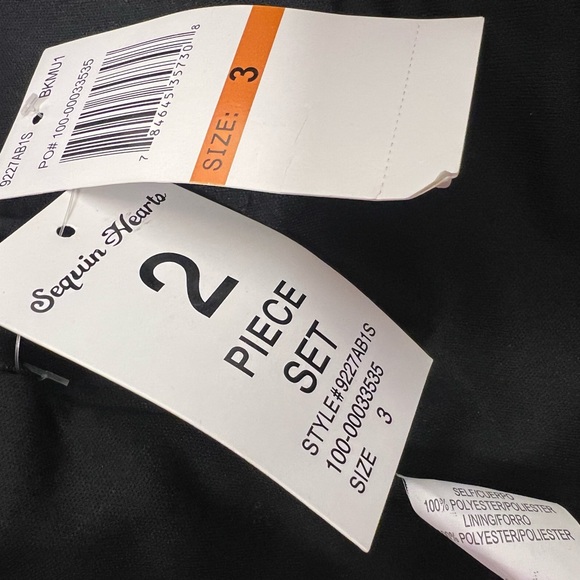 9227AB1S
BKMU1
PO# 100-00033535
7 84645 35730 8
SIZE: 3
Sequin Hearts
2
PIECE
SET
STYLE#9227AB1S
100-00033535
SIZE 3
SELF/CUERPO
100% POLYESTER/POLIESTER
LINING/FORRO
POLYESTER/POLIESTER